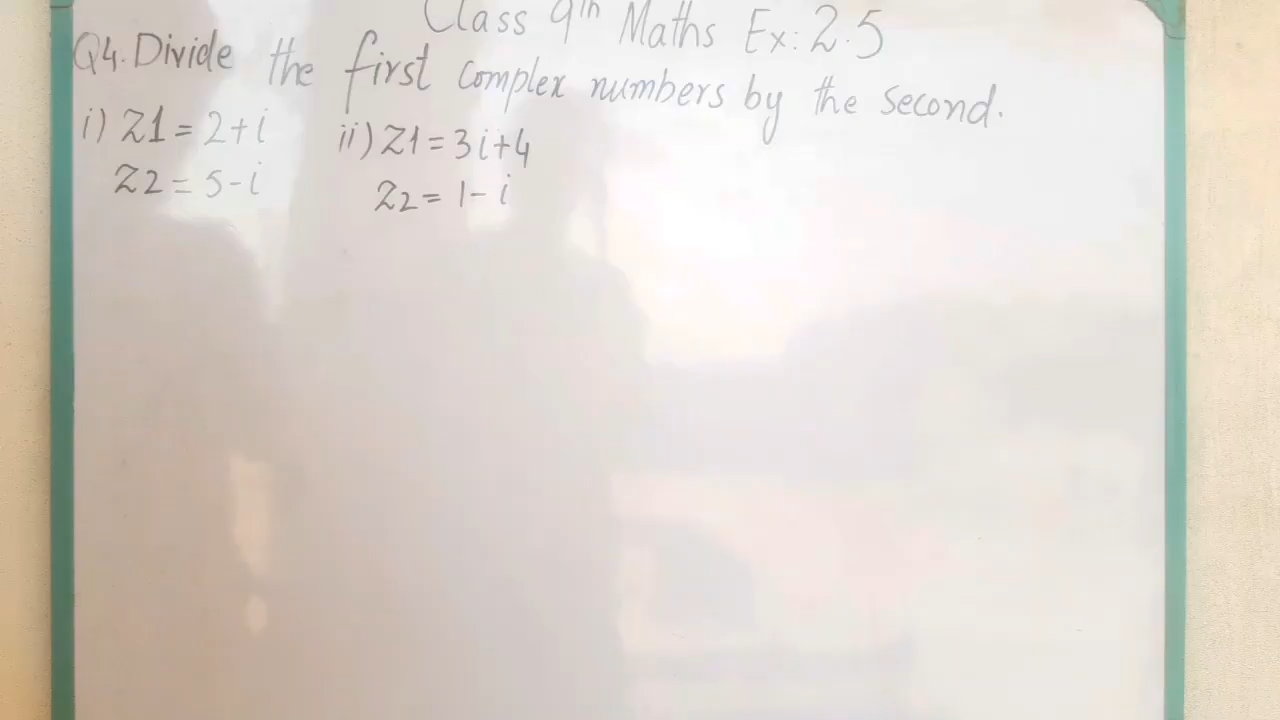 Class 9th Maths Ex: 2.5
Q4. Divide the first complex numbers by the second.
i) Z1 = 2+i ii) Z1 = 3i+4
Z2 = 5-i Z2 = 1-i